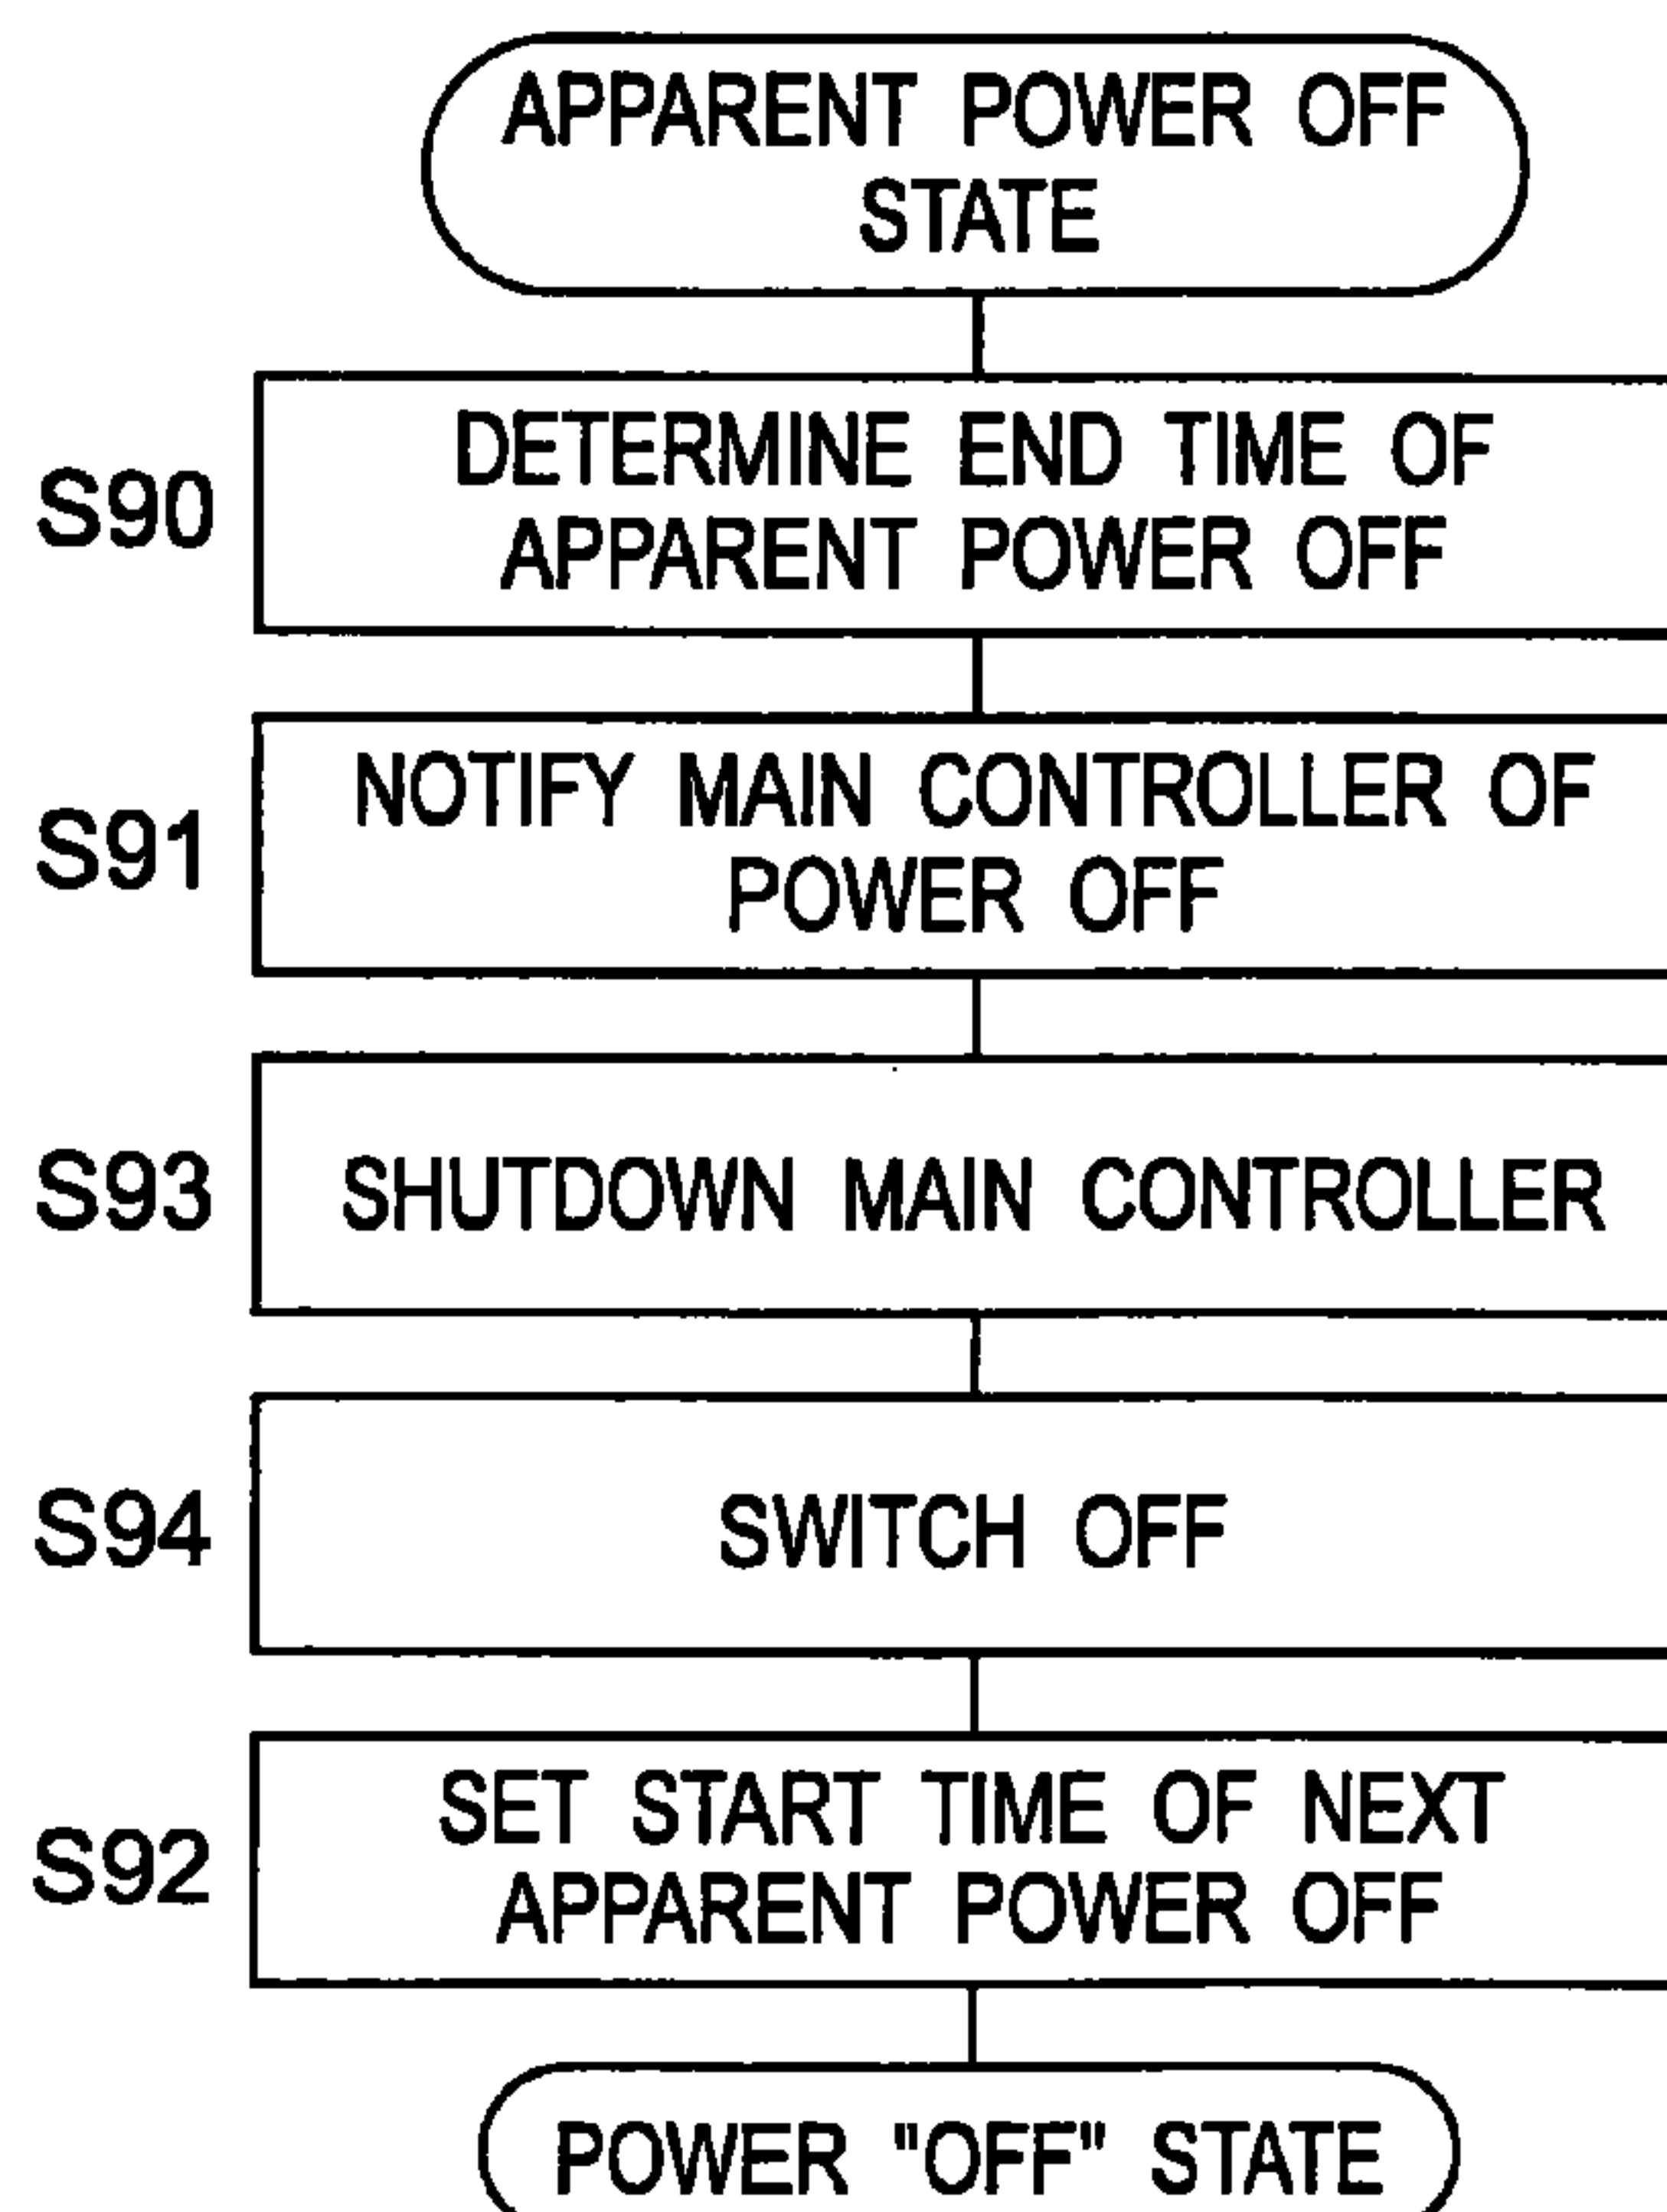 APPARENT POWER OFF
STATE
S90
DETERMINE END TIME OF
APPARENT POWER OFF
S91
NOTIFY MAIN CONTROLLER OF
POWER OFF
S93
SHUTDOWN MAIN CONTROLLER
S94
SWITCH OFF
S92
SET START TIME OF NEXT
APPARENT POWER OFF
POWER "OFF" STATE